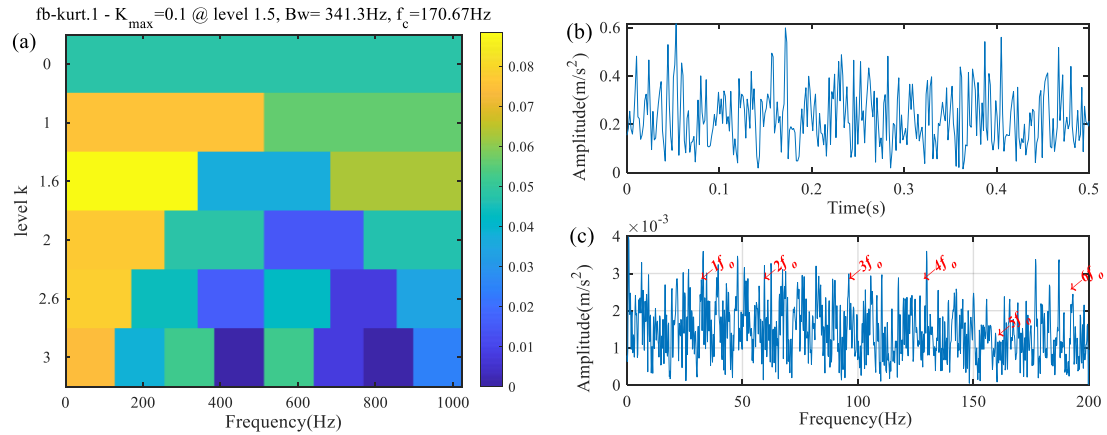 fb-kurt.1 - K_max=0.1 @ level 1.5, Bw= 341.3Hz, f_c=170.67Hz
(a)
level k
0
1
1.6
2
2.6
3
0 200 400 600 800 1000
Frequency(Hz)
0.08
0.07
0.06
0.05
0.04
0.03
0.02
0.01
0
(b)
Amplitude(m/s²)
0.6
0.4
0.2
0
0 0.1 0.2 0.3 0.4 0.5
Time(s)
(c)
×10⁻³
Amplitude(m/s²)
4
3
2
1
0
1f_o 2f_o 3f_o 4f_o 5f_o 6f_o
0 50 100 150 200
Frequency(Hz)